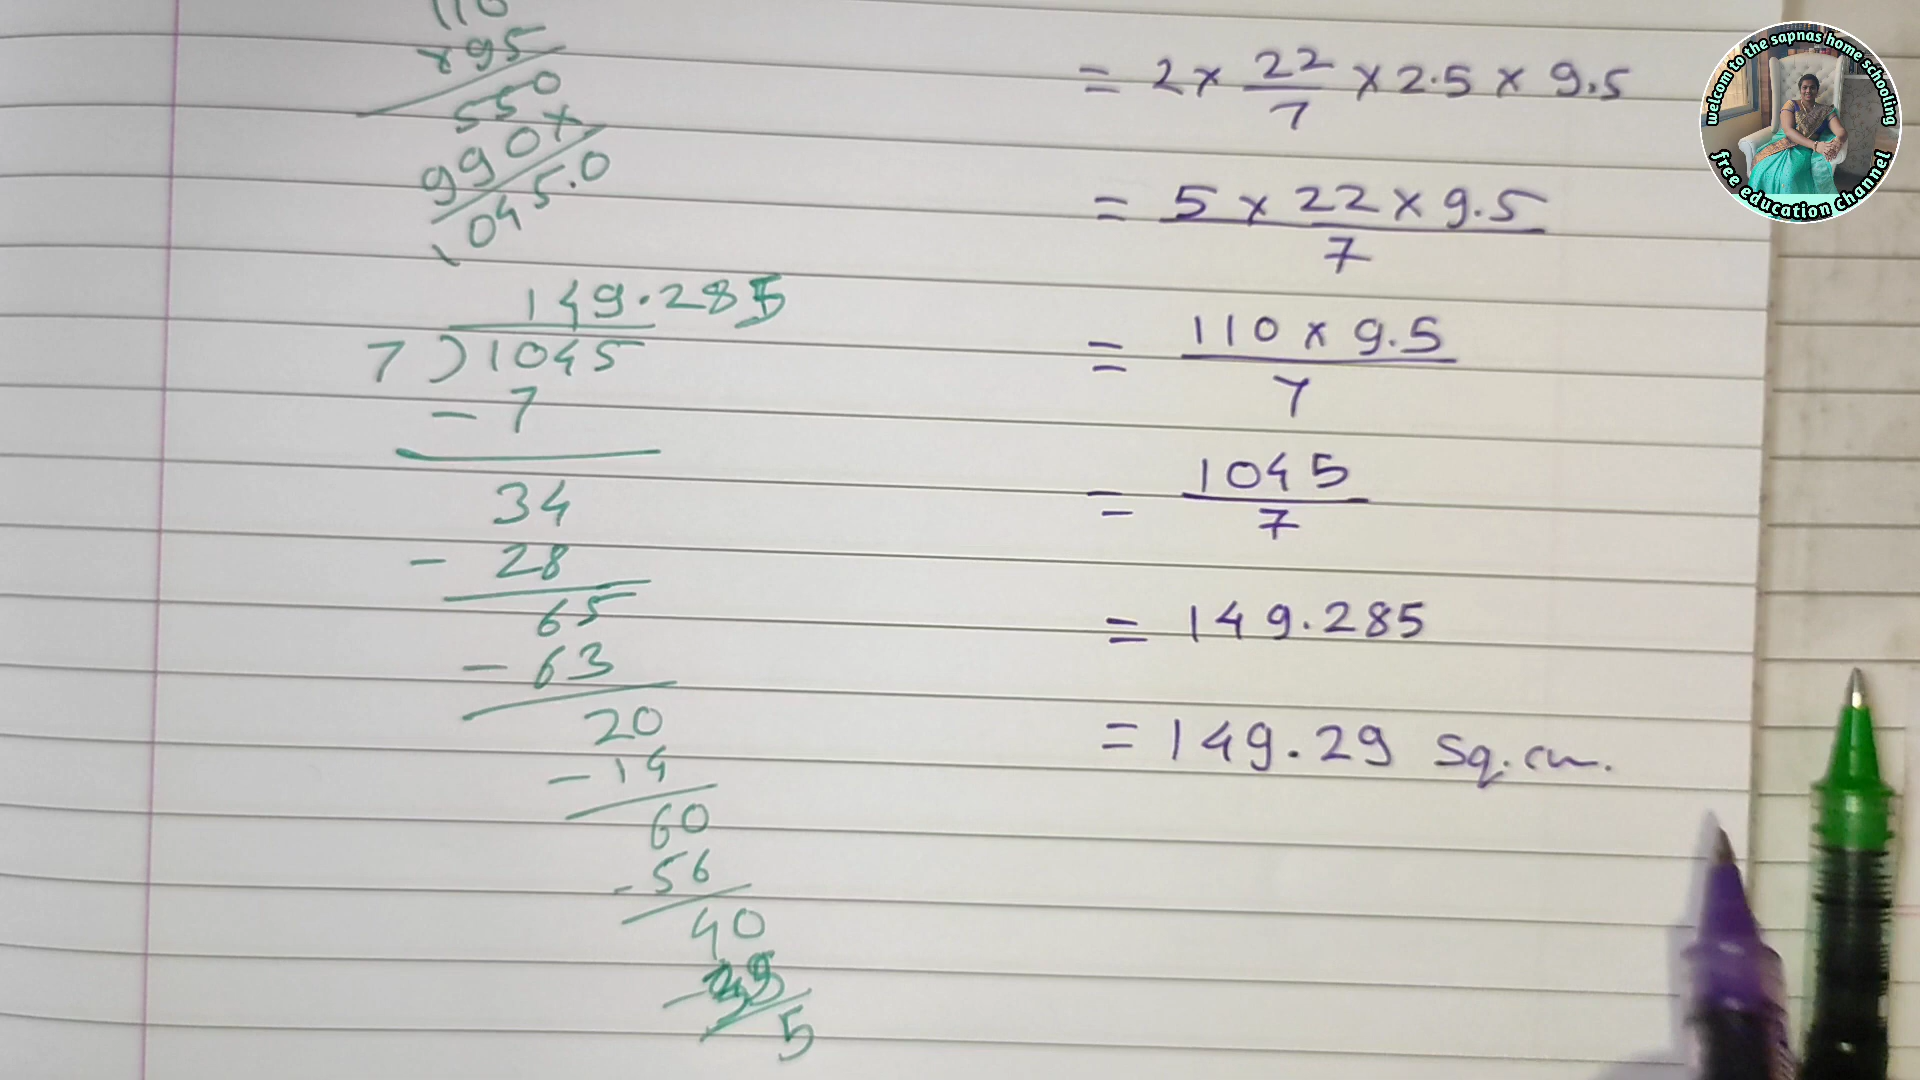 110
× 95
550
990×
1045.0
149.285
7 ) 1045
- 7
34
- 28
65
- 63
20
- 14
60
- 56
40
5
= 2 × 22/7 × 2.5 × 9.5
= 5 × 22 × 9.5 / 7
= 110 × 9.5 / 7
= 1045 / 7
= 149.285
= 149.29 Sq.cm.
welcom to the sapnas home schooling
free education channel